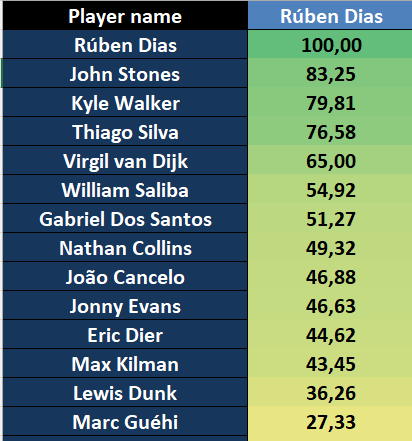 Player name Rúben Dias
Rúben Dias 100,00
John Stones 83,25
Kyle Walker 79,81
Thiago Silva 76,58
Virgil van Dijk 65,00
William Saliba 54,92
Gabriel Dos Santos 51,27
Nathan Collins 49,32
João Cancelo 46,88
Jonny Evans 46,63
Eric Dier 44,62
Max Kilman 43,45
Lewis Dunk 36,26
Marc Guéhi 27,33